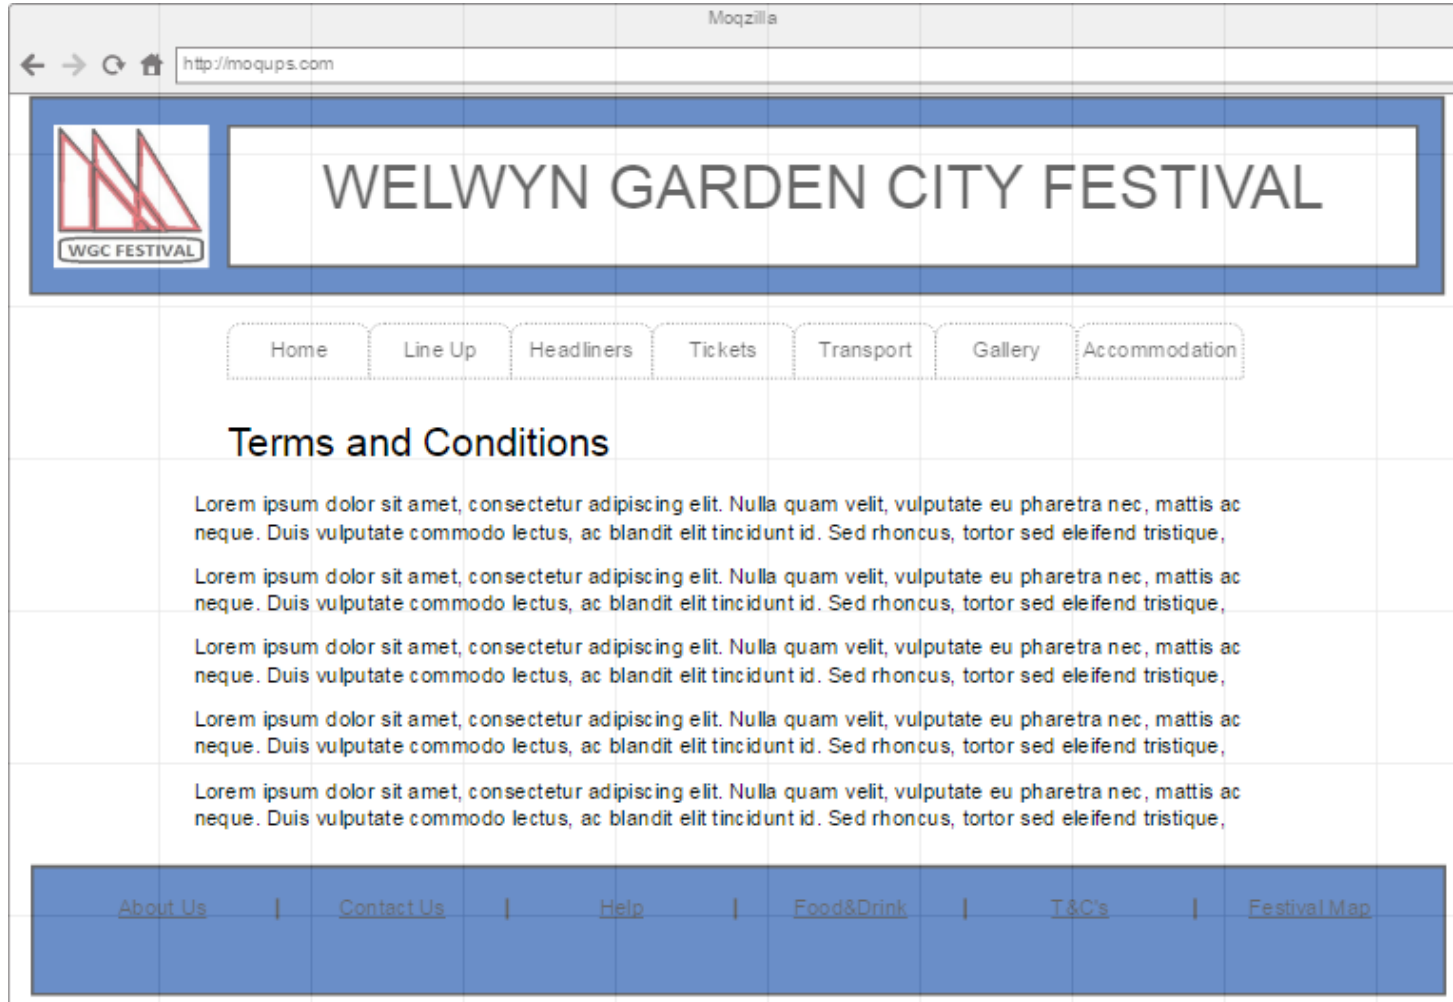 Moqzilla
http://moqups.com
WGC FESTIVAL
WELWYN GARDEN CITY FESTIVAL
Home Line Up Headliners Tickets Transport Gallery Accommodation
Terms and Conditions
Lorem ipsum dolor sit amet, consectetur adipiscing elit. Nulla quam velit, vulputate eu pharetra nec, mattis ac
neque. Duis vulputate commodo lectus, ac blandit elit tincidunt id. Sed rhoncus, tortor sed eleifend tristique,
Lorem ipsum dolor sit amet, consectetur adipiscing elit. Nulla quam velit, vulputate eu pharetra nec, mattis ac
neque. Duis vulputate commodo lectus, ac blandit elit tincidunt id. Sed rhoncus, tortor sed eleifend tristique,
Lorem ipsum dolor sit amet, consectetur adipiscing elit. Nulla quam velit, vulputate eu pharetra nec, mattis ac
neque. Duis vulputate commodo lectus, ac blandit elit tincidunt id. Sed rhoncus, tortor sed eleifend tristique,
Lorem ipsum dolor sit amet, consectetur adipiscing elit. Nulla quam velit, vulputate eu pharetra nec, mattis ac
neque. Duis vulputate commodo lectus, ac blandit elit tincidunt id. Sed rhoncus, tortor sed eleifend tristique,
Lorem ipsum dolor sit amet, consectetur adipiscing elit. Nulla quam velit, vulputate eu pharetra nec, mattis ac
neque. Duis vulputate commodo lectus, ac blandit elit tincidunt id. Sed rhoncus, tortor sed eleifend tristique,
About Us | Contact Us | Help | Food&Drink | T&C's | Festival Map